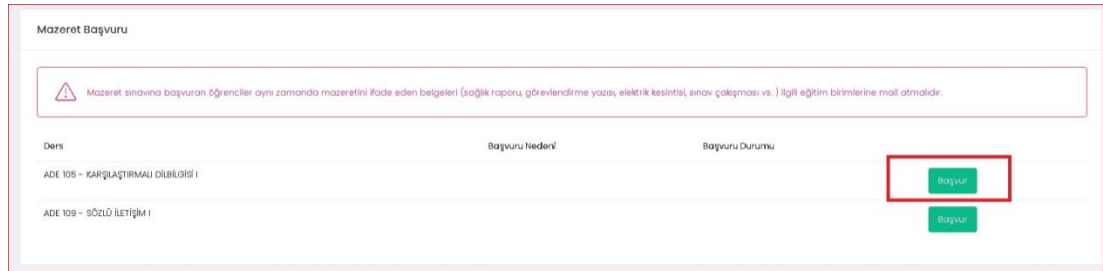 Mazeret Başvuru
Mazeret sınavına başvuran öğrenciler aynı zamanda mazeretini ifade eden belgeleri (sağlık raporu, görevlendirme yazısı, elektrik kesintisi, sınav çakışması vs. ) ilgili eğitim birimlerine mail atmalıdır.
Ders Başvuru Nedeni Başvuru Durumu
ADE 105 - KARŞILAŞTIRMALI DİLBİLGİSİ I Başvur
ADE 109 - SÖZLÜ İLETİŞİM I Başvur